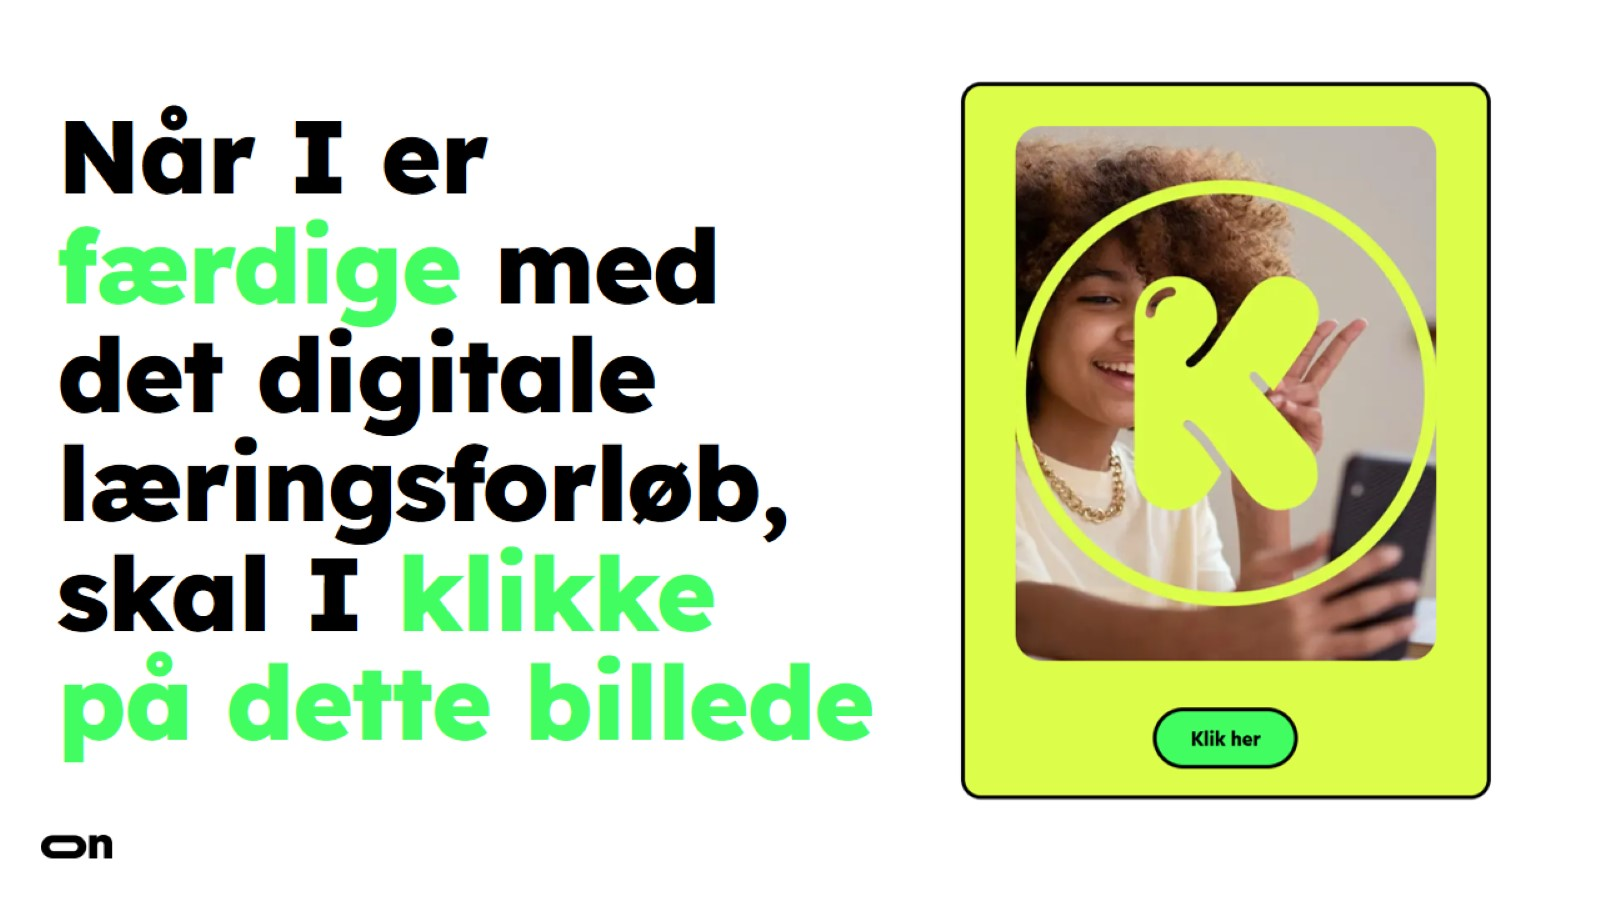 Når I er
færdige med
det digitale
læringsforløb,
skal I klikke
på dette billede
K
Klik her
on